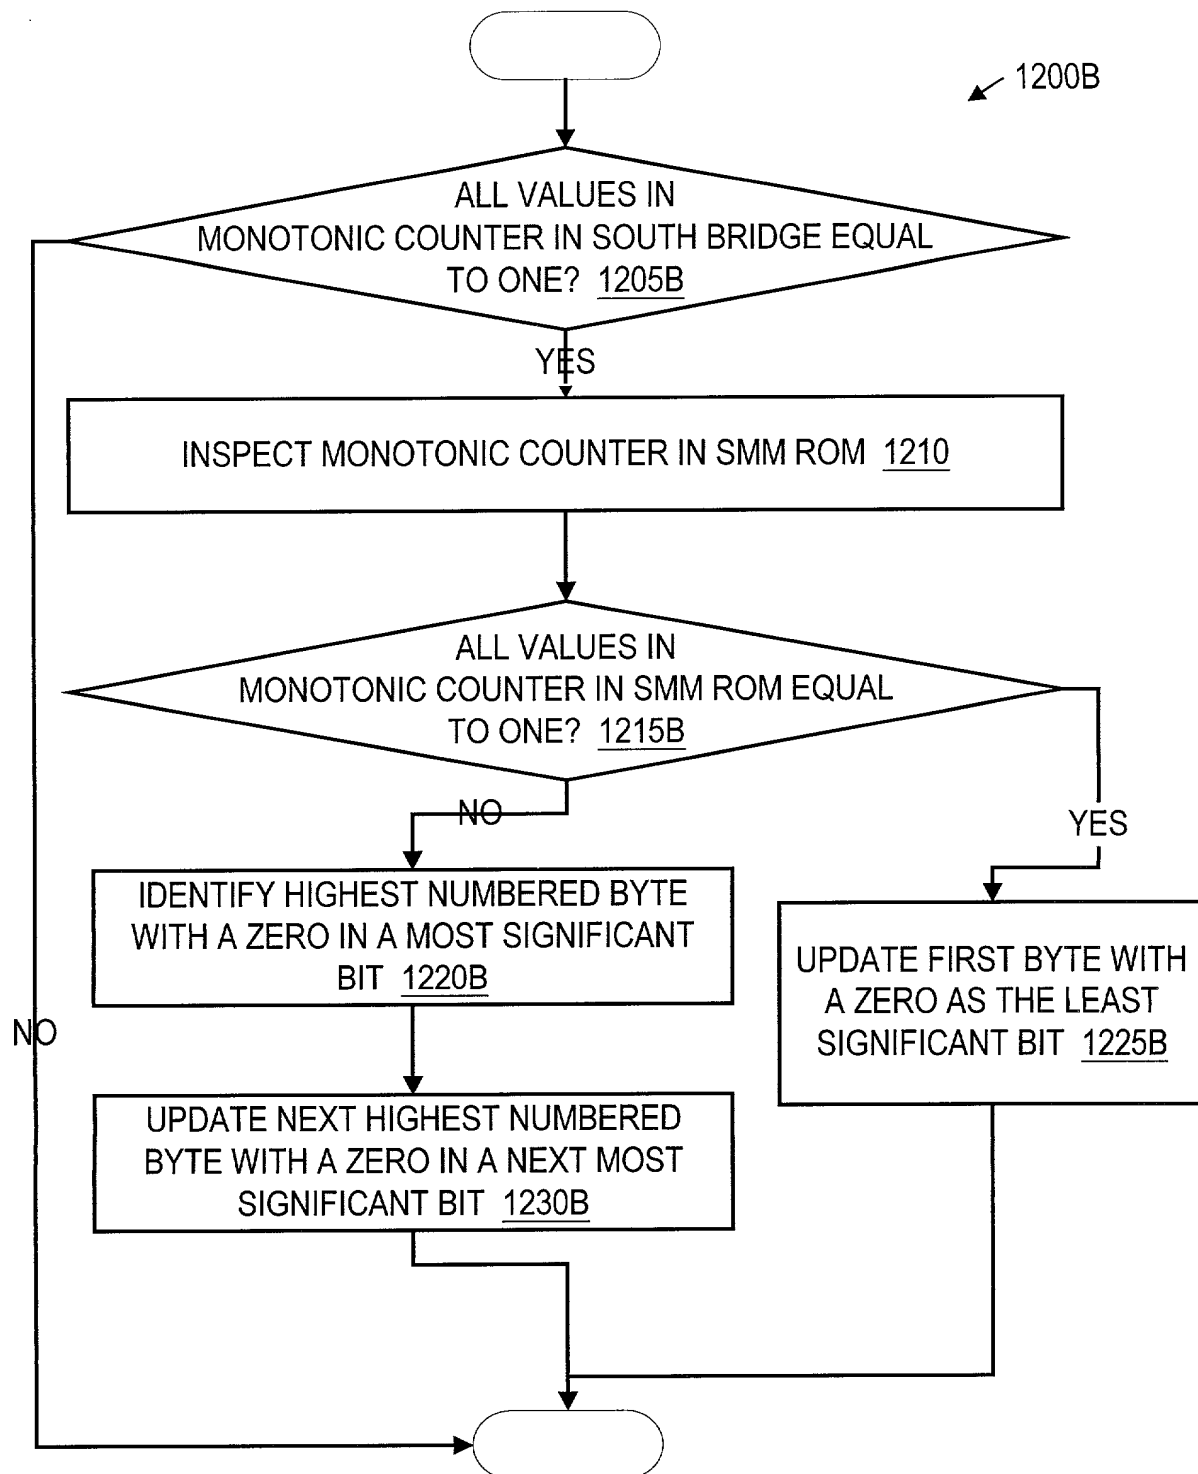 1200B
ALL VALUES IN
MONOTONIC COUNTER IN SOUTH BRIDGE EQUAL
TO ONE? 1205B
YES
INSPECT MONOTONIC COUNTER IN SMM ROM 1210
ALL VALUES IN
MONOTONIC COUNTER IN SMM ROM EQUAL
TO ONE? 1215B
NO
YES
IDENTIFY HIGHEST NUMBERED BYTE
WITH A ZERO IN A MOST SIGNIFICANT
BIT 1220B
UPDATE FIRST BYTE WITH
A ZERO AS THE LEAST
SIGNIFICANT BIT 1225B
NO
UPDATE NEXT HIGHEST NUMBERED
BYTE WITH A ZERO IN A NEXT MOST
SIGNIFICANT BIT 1230B